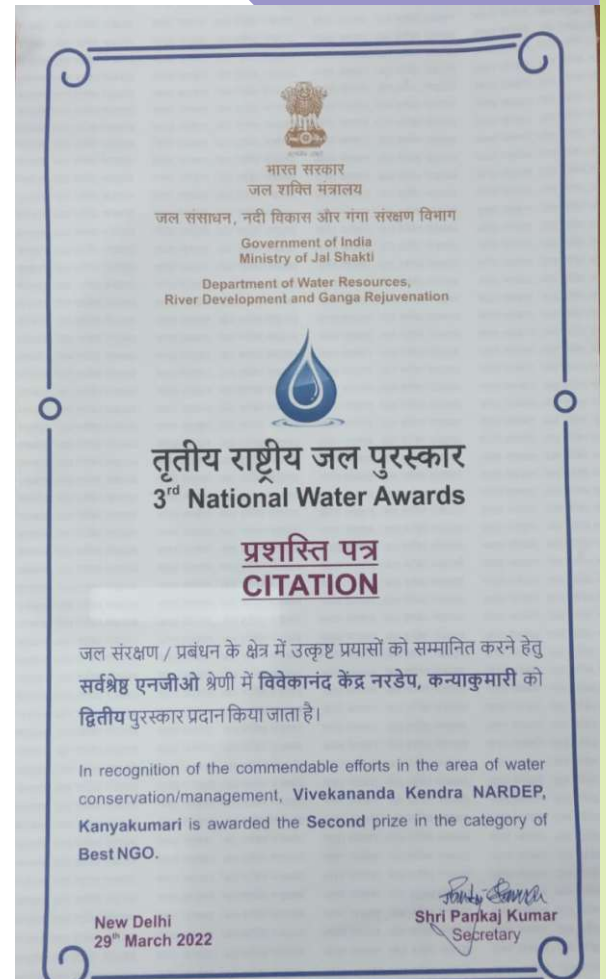 भारत सरकार
जल शक्ति मंत्रालय
जल संसाधन, नदी विकास और गंगा संरक्षण विभाग
Government of India
Ministry of Jal Shakti
Department of Water Resources,
River Development and Ganga Rejuvenation
तृतीय राष्ट्रीय जल पुरस्कार
3rd National Water Awards
प्रशस्ति पत्र
CITATION
जल संरक्षण / प्रबंधन के क्षेत्र में उत्कृष्ट प्रयासों को सम्मानित करने हेतु
सर्वश्रेष्ठ एनजीओ श्रेणी में विवेकानंद केंद्र नरडेप, कन्याकुमारी को
द्वितीय पुरस्कार प्रदान किया जाता है।
In recognition of the commendable efforts in the area of water
conservation/management, Vivekananda Kendra NARDEP,
Kanyakumari is awarded the Second prize in the category of
Best NGO.
New Delhi
29th March 2022
Shri Pankaj Kumar
Secretary